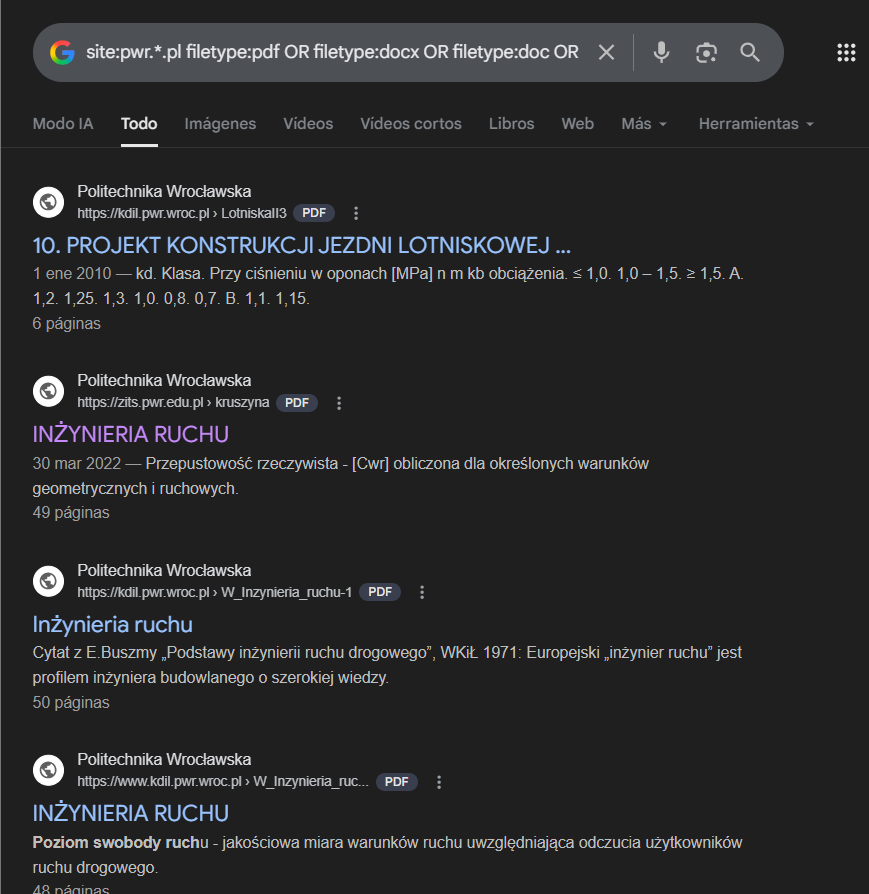 site:pwr.*.pl filetype:pdf OR filetype:docx OR filetype:doc OR
Modo IA Todo Imágenes Vídeos Vídeos cortos Libros Web Más Herramientas
Politechnika Wrocławska
https://kdil.pwr.wroc.pl › LotniskaII3 PDF
10. PROJEKT KONSTRUKCJI JEZDNI LOTNISKOWEJ ...
1 ene 2010 — kd. Klasa. Przy ciśnieniu w oponach [MPa] n m kb obciążenia. ≤ 1,0. 1,0 – 1,5. ≥ 1,5. A.
1,2. 1,25. 1,3. 1,0. 0,8. 0,7. B. 1,1. 1,15.
6 páginas
Politechnika Wrocławska
https://zits.pwr.edu.pl › kruszyna PDF
INŻYNIERIA RUCHU
30 mar 2022 — Przepustowość rzeczywista - [Cwr] obliczona dla określonych warunków
geometrycznych i ruchowych.
49 páginas
Politechnika Wrocławska
https://kdil.pwr.wroc.pl › W_Inzynieria_ruchu-1 PDF
Inżynieria ruchu
Cytat z E.Buszmy „Podstawy inżynierii ruchu drogowego”, WKiŁ 1971: Europejski „inżynier ruchu” jest
profilem inżyniera budowlanego o szerokiej wiedzy.
50 páginas
Politechnika Wrocławska
https://www.kdil.pwr.wroc.pl › W_Inzynieria_ruc... PDF
INŻYNIERIA RUCHU
Poziom swobody ruchu - jakościowa miara warunków ruchu uwzględniająca odczucia użytkowników
ruchu drogowego.
48 páginas